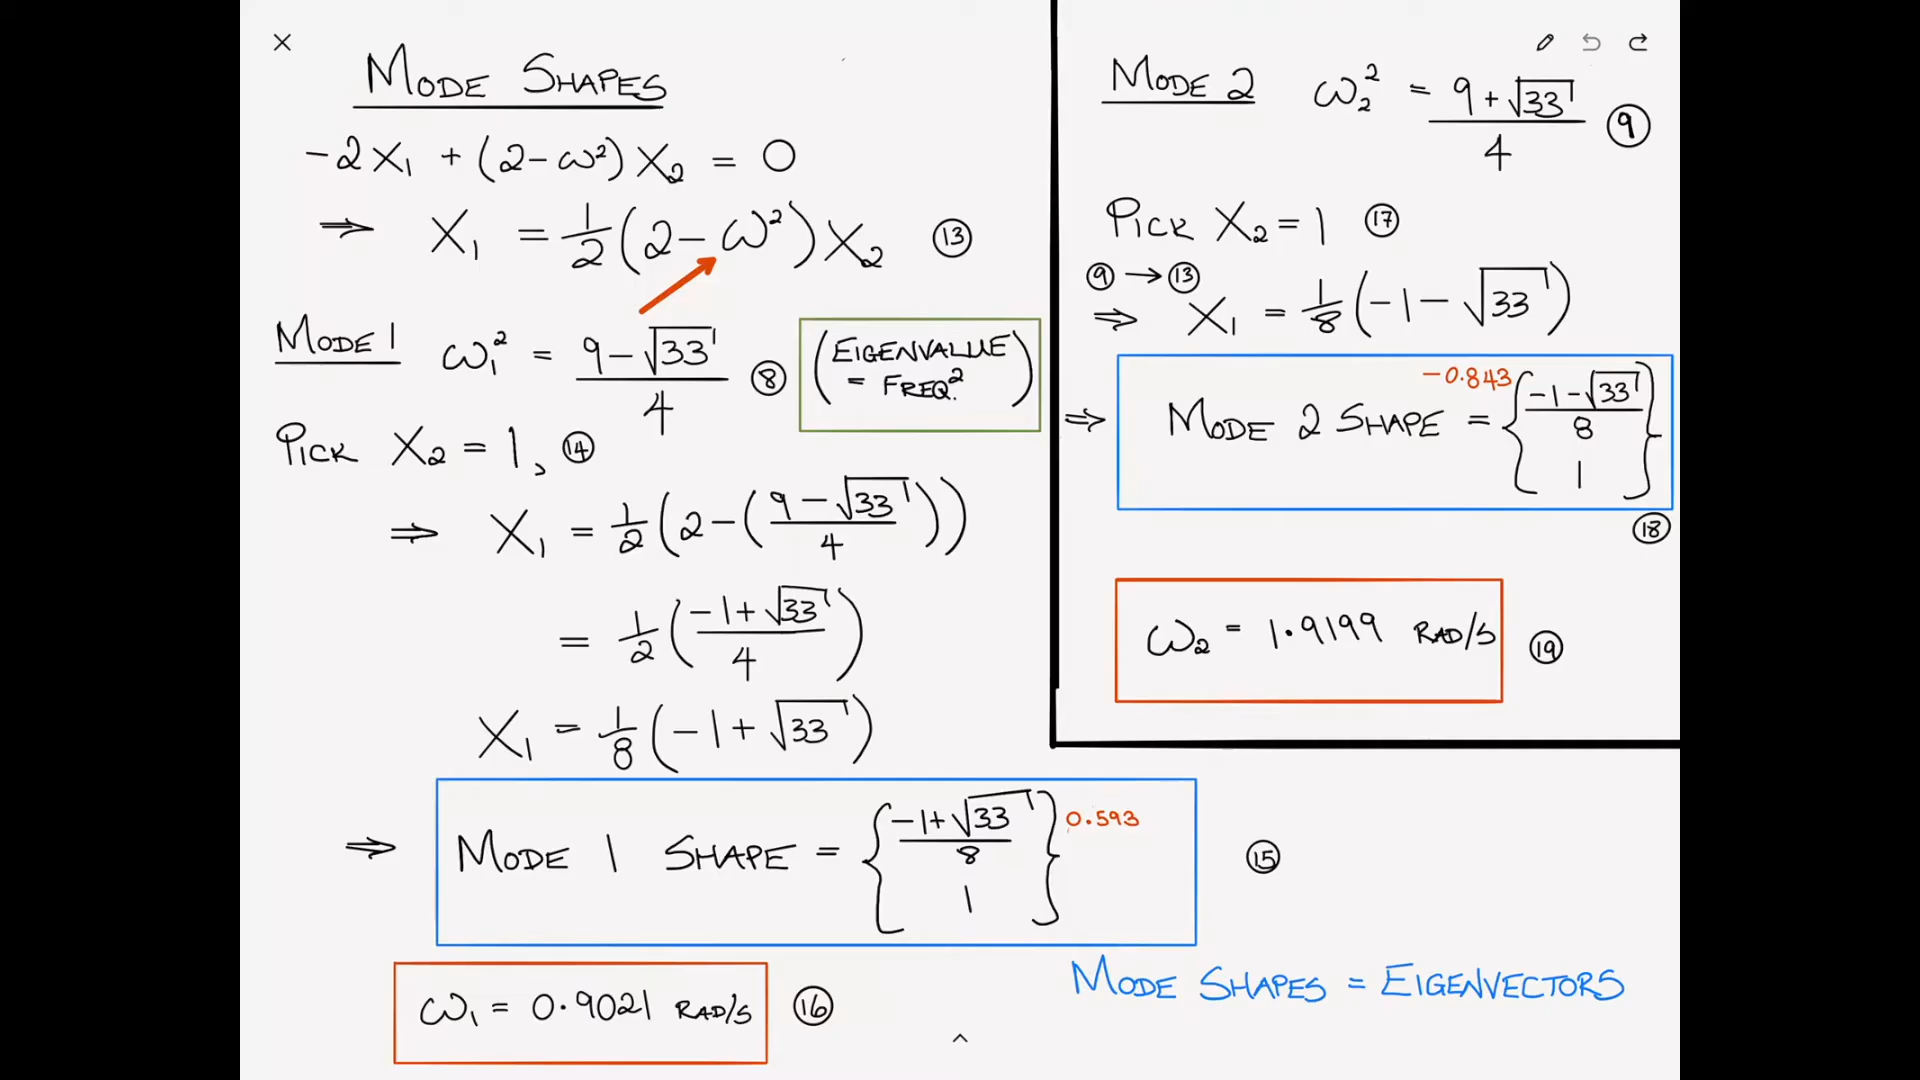 MODE SHAPES
-2X₁ + (2-ω²)X₂ = 0
⇒ X₁ = 1/2 (2-ω²)X₂ ⑬
MODE 1 ω₁² = (9-√33)/4 ⑧
(EIGENVALUE
= FREQ.²)
PICK X₂ = 1, ⑭
⇒ X₁ = 1/2 (2-((9-√33)/4))
= 1/2 ((-1+√33)/4)
X₁ = 1/8 (-1+√33)
⇒ MODE 1 SHAPE = {(-1+√33)/8 1} 0.593 ⑮
ω₁ = 0.9021 RAD/S ⑯
MODE 2 ω₂² = (9+√33)/4 ⑨
PICK X₂ = 1 ⑰
⑨ → ⑬
⇒ X₁ = 1/8 (-1-√33)
⇒ MODE 2 SHAPE = -0.843 {(-1-√33)/8 1}
⑱
ω₂ = 1.9199 RAD/S ⑲
MODE SHAPES = EIGENVECTORS